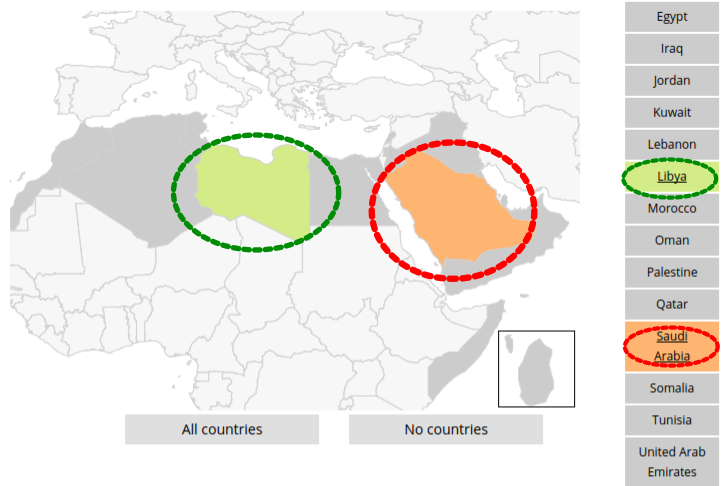 Egypt
Iraq
Jordan
Kuwait
Lebanon
Libya
Morocco
Oman
Palestine
Qatar
Saudi
Arabia
Somalia
Tunisia
United Arab
Emirates
All countries
No countries